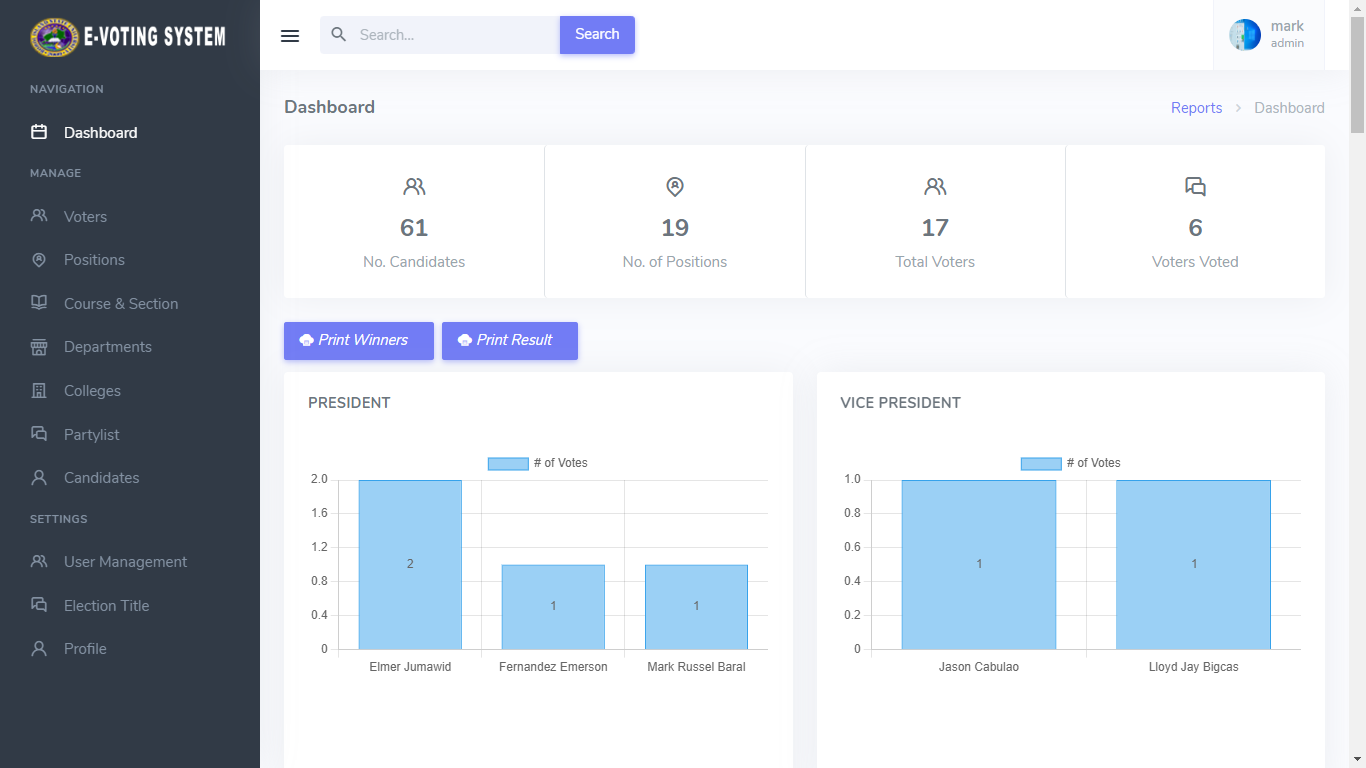 E-VOTING SYSTEM
NAVIGATION
Dashboard
MANAGE
Voters
Positions
Course & Section
Departments
Colleges
Partylist
Candidates
SETTINGS
User Management
Election Title
Profile
Search...
Search
mark
admin
Dashboard
Reports > Dashboard
61
No. Candidates
19
No. of Positions
17
Total Voters
6
Voters Voted
Print Winners
Print Result
PRESIDENT
# of Votes
2.0
1.6
1.2
0.8
0.4
0
2
1
1
Elmer Jumawid
Fernandez Emerson
Mark Russel Baral
VICE PRESIDENT
# of Votes
1.0
0.8
0.6
0.4
0.2
0
1
1
Jason Cabulao
Lloyd Jay Bigcas